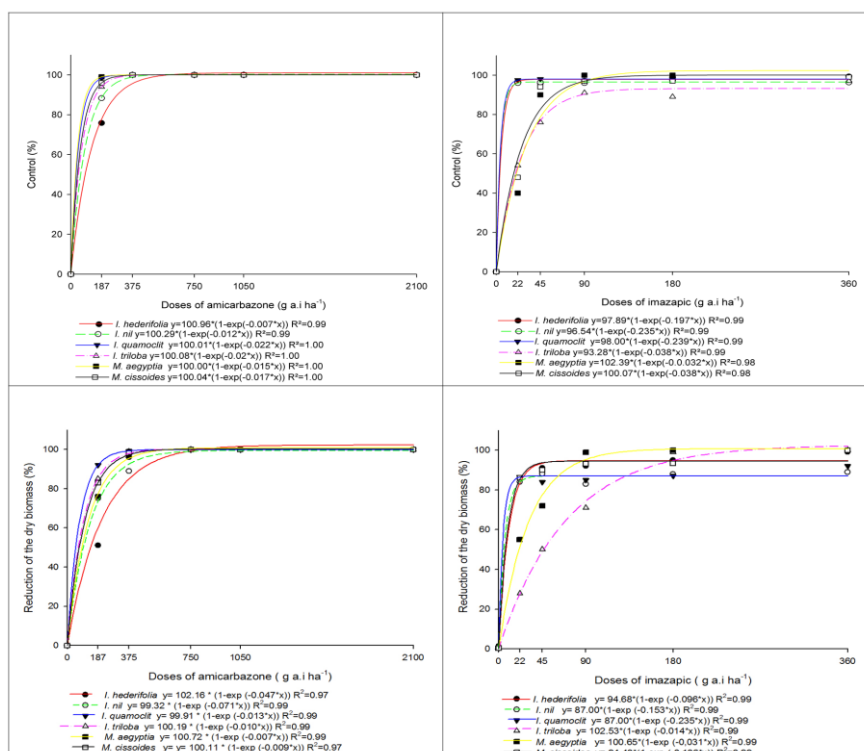 100
80
60
40
20
0
Control (%)
0 187 375 750 1050 2100
Doses of amicarbazone (g a.i ha-1)
I. hederifolia y=100.96*(1-exp(-0.007*x)) R²=0.99
I. nil y=100.29*(1-exp(-0.012*x)) R²=0.99
I. quamoclit y=100.01*(1-exp(-0.022*x)) R²=1.00
I. triloba y=100.08*(1-exp(-0.02*x)) R²=1.00
M. aegyptia y=100.00*(1-exp(-0.015*x)) R²=1.00
M. cissoides y=100.04*(1-exp(-0.017*x)) R²=1.00
100
80
60
40
20
0
Control (%)
0 22 45 90 180 360
Doses of imazapic (g a.i ha-1)
I. hederifolia y=97.89*(1-exp(-0.197*x)) R²=0.99
I. nil y=96.54*(1-exp(-0.235*x)) R²=0.99
I. quamoclit y=98.00*(1-exp(-0.239*x)) R²=0.99
I. triloba y=93.28*(1-exp(-0.038*x)) R²=0.99
M. aegyptia y=102.39*(1-exp(-0.0.032*x)) R²=0.98
M. cissoides y=100.07*(1-exp(-0.038*x)) R²=0.98
100
80
60
40
20
0
Reduction of the dry biomass (%)
0 187 375 750 1050 2100
Doses of amicarbazone ( g a.i ha-1)
I. hederifolia y= 102.16 * (1-exp (-0.047*x)) R2=0.97
I. nil y= 99.32 * (1-exp (-0.071*x)) R2=0.99
I. quamoclit y= 99.91 * (1-exp (-0.013*x)) R2=0.99
I. triloba y= 100.19 * (1-exp (-0.010*x)) R2=0.99
M. aegyptia y= 100.72 * (1-exp (-0.007*x)) R2=0.99
M. cissoides y= y= 100.11 * (1-exp (-0.009*x)) R2=0.97
100
80
60
40
20
0
Reduction of the dry biomass (%)
0 22 45 90 180 360
Doses of imazapic ( g a.i ha-1)
I. hederifolia y= 94.68*(1-exp (-0.096*x)) R2=0.99
I. nil y= 87.00*(1-exp (-0.153*x)) R2=0.99
I. quamoclit y= 87.00*(1-exp (-0.235*x)) R2=0.99
I. triloba y= 102.53*(1-exp (-0.014*x)) R2=0.99
M. aegyptia y= 100.65*(1-exp (-0,031*x)) R2=0.99